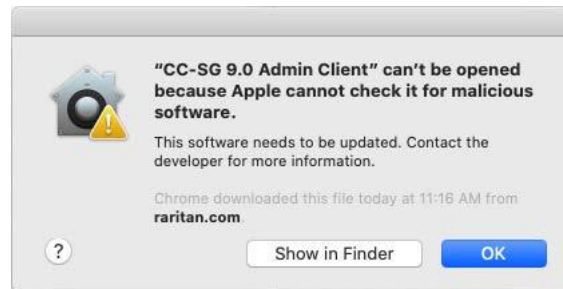 “CC-SG 9.0 Admin Client” can’t be opened
because Apple cannot check it for malicious
software.
This software needs to be updated. Contact the
developer for more information.
Chrome downloaded this file today at 11:16 AM from
raritan.com
?
Show in Finder
OK